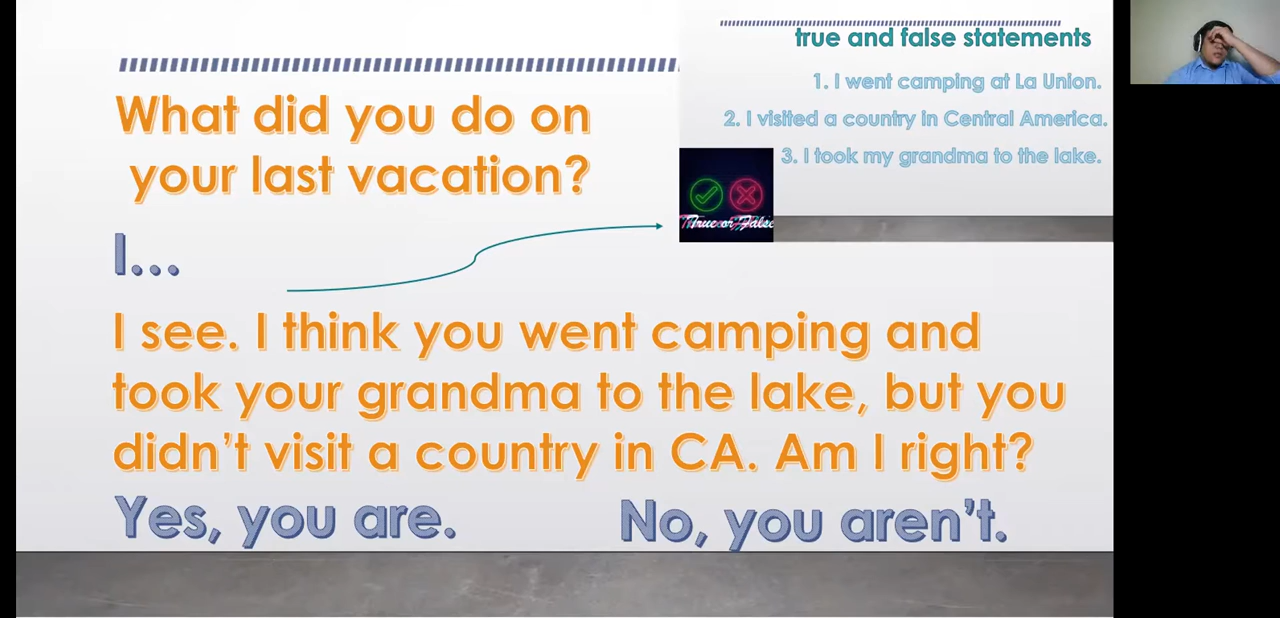 What did you do on
your last vacation?
I...
I see. I think you went camping and
took your grandma to the lake, but you
didn't visit a country in CA. Am I right?
Yes, you are. No, you aren't.
true and false statements
1. I went camping at La Union.
2. I visited a country in Central America.
3. I took my grandma to the lake.
True or False